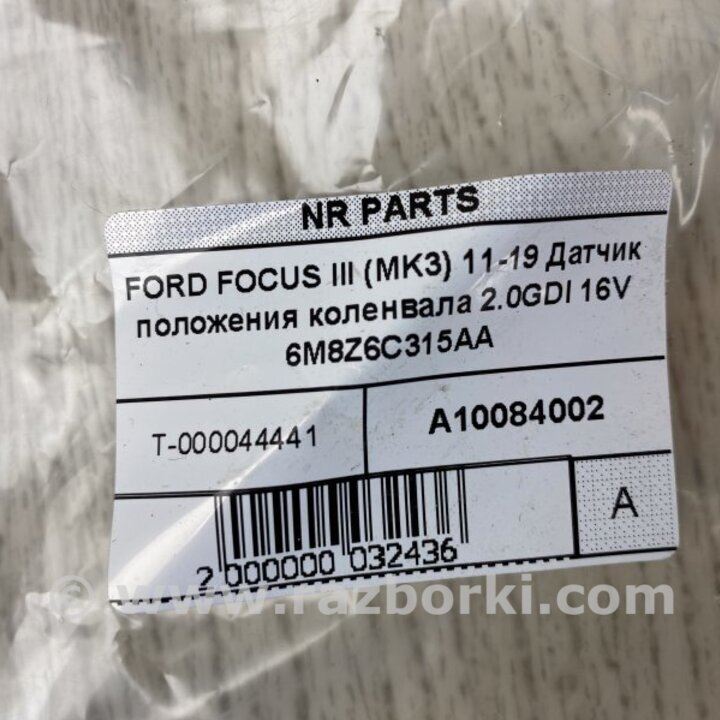 NR PARTS
FORD FOCUS III (MK3) 11-19 Датчик
положения коленвала 2.0GDI 16V
6M8Z6C315AA
T-000044441
A10084002
A
2 000000 032436
© www.razborki.com